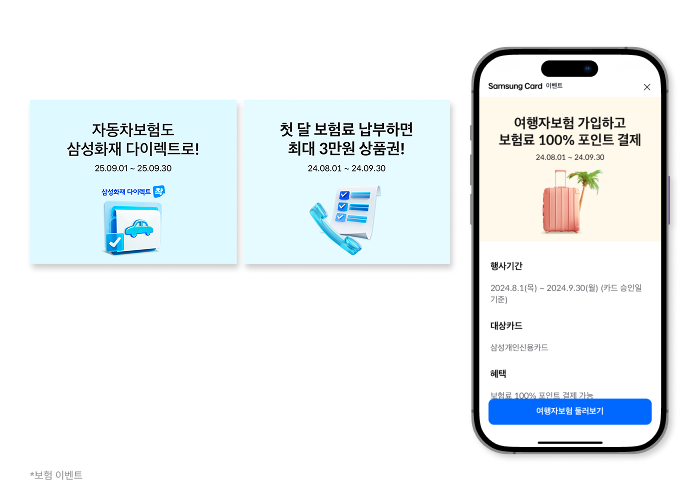 자동차보험도
삼성화재 다이렉트로!
25.09.01 ~ 25.09.30
삼성화재 다이렉트 착
첫 달 보험료 납부하면
최대 3만원 상품권!
24.08.01 ~ 24.09.30
Samsung Card 이벤트
여행자보험 가입하고
보험료 100% 포인트 결제
24.08.01 ~ 24.09.30
행사기간
2024.8.1(목) ~ 2024.9.30(월) (카드 승인일
기준)
대상카드
삼성개인신용카드
혜택
보험료 100% 포인트 결제 가능
여행자보험 둘러보기
*보험 이벤트